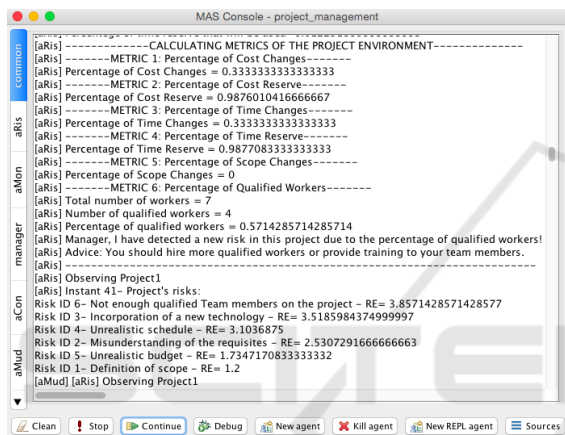 MAS Console - project_management
common
aRis
aMon
manager
aCon
aMud
[aRis] -------------CALCULATING METRICS OF THE PROJECT ENVIRONMENT--------------
[aRis] -------METRIC 1: Percentage of Cost Changes-------
[aRis] Percentage of Cost Changes = 0.3333333333333333
[aRis] -------METRIC 2: Percentage of Cost Reserve-------
[aRis] Percentage of Cost Reserve = 0.9876010416666667
[aRis] -------METRIC 3: Percentage of Time Changes-------
[aRis] Percentage of Time Changes = 0.3333333333333333
[aRis] -------METRIC 4: Percentage of Time Reserve-------
[aRis] Percentage of Time Reserve = 0.9877083333333331
[aRis] -------METRIC 5: Percentage of Scope Changes-------
[aRis] Percentage of Scope Changes = 0
[aRis] -------METRIC 6: Percentage of Qualified Workers-------
[aRis] Total number of workers = 7
[aRis] Number of qualified workers = 4
[aRis] Percentage of qualified workers = 0.5714285714285714
[aRis] Manager, I have detected a new risk in this project due to the percentage of qualified workers!
[aRis] Advice: You should hire more qualified workers or provide training to your team members.
[aRis] ------------------------------------------------------------------------------------
[aRis] Observing Project1
[aRis] Instant 41- Project's risks:
Risk ID 6- Not enough qualified Team members on the project - RE= 3.8571428571428577
Risk ID 3- Incorporation of a new technology - RE= 3.5185984374999997
Risk ID 4- Unrealistic schedule - RE= 3.1036875
Risk ID 2- Misunderstanding of the requisites - RE= 2.5307291666666663
Risk ID 5- Unrealistic budget - RE= 1.7347170833333332
Risk ID 1- Definition of scope - RE= 1.2
[aMud] [aRis] Observing Project1
Clean
Stop
Continue
Debug
New agent
Kill agent
New REPL agent
Sources